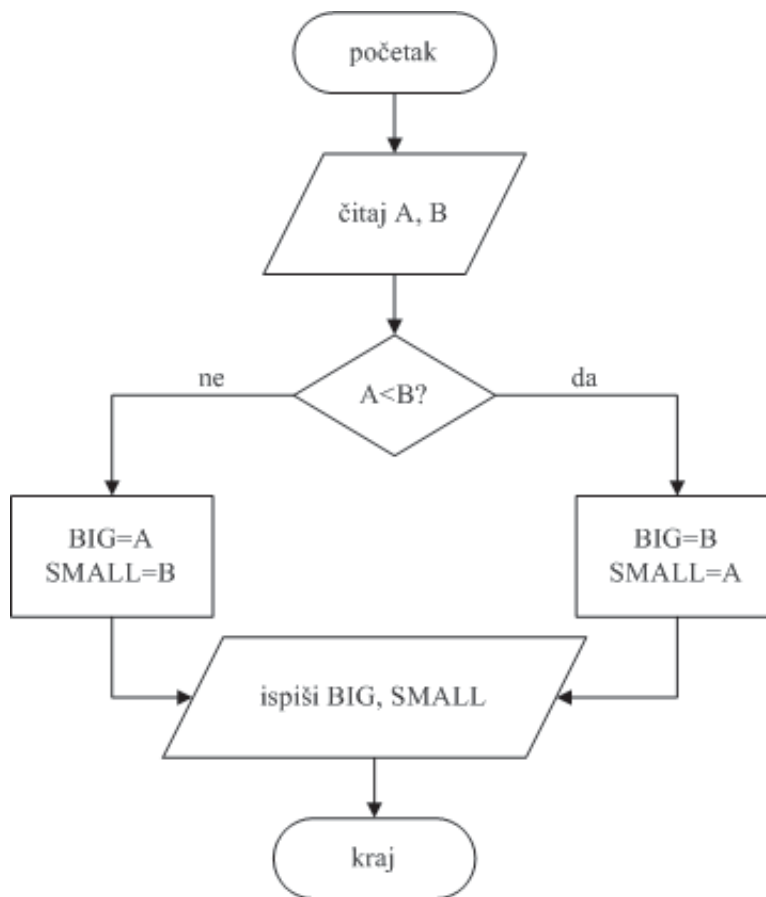 početak
čitaj A, B
ne
A<B?
da
BIG=A
SMALL=B
BIG=B
SMALL=A
ispiši BIG, SMALL
kraj